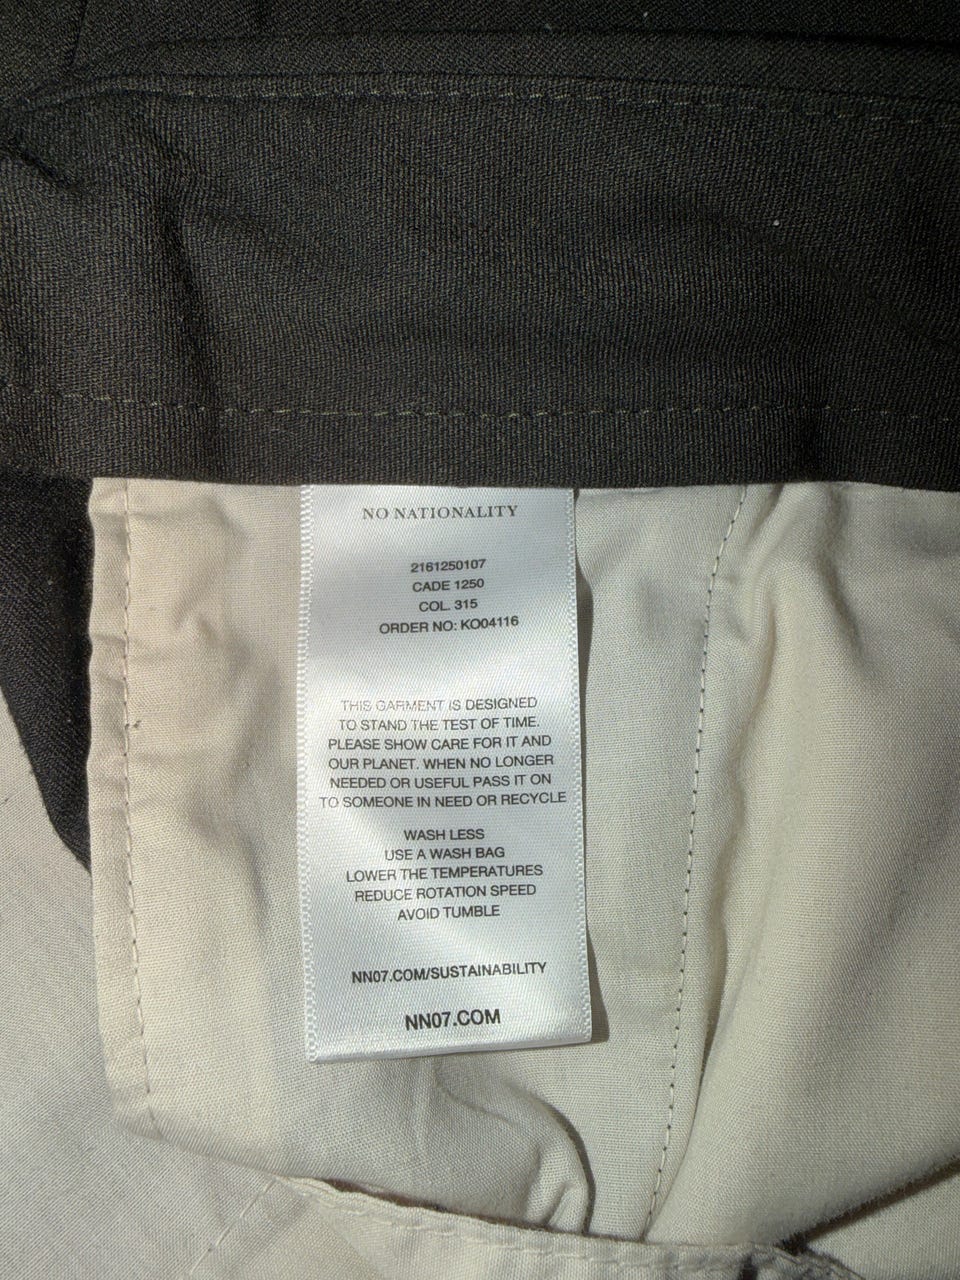 NO NATIONALITY
2161250107
CADE 1250
COL. 315
ORDER NO: KO04116
THIS GARMENT IS DESIGNED
TO STAND THE TEST OF TIME.
PLEASE SHOW CARE FOR IT AND
OUR PLANET. WHEN NO LONGER
NEEDED OR USEFUL PASS IT ON
TO SOMEONE IN NEED OR RECYCLE
WASH LESS
USE A WASH BAG
LOWER THE TEMPERATURES
REDUCE ROTATION SPEED
AVOID TUMBLE
NN07.COM/SUSTAINABILITY
NN07.COM